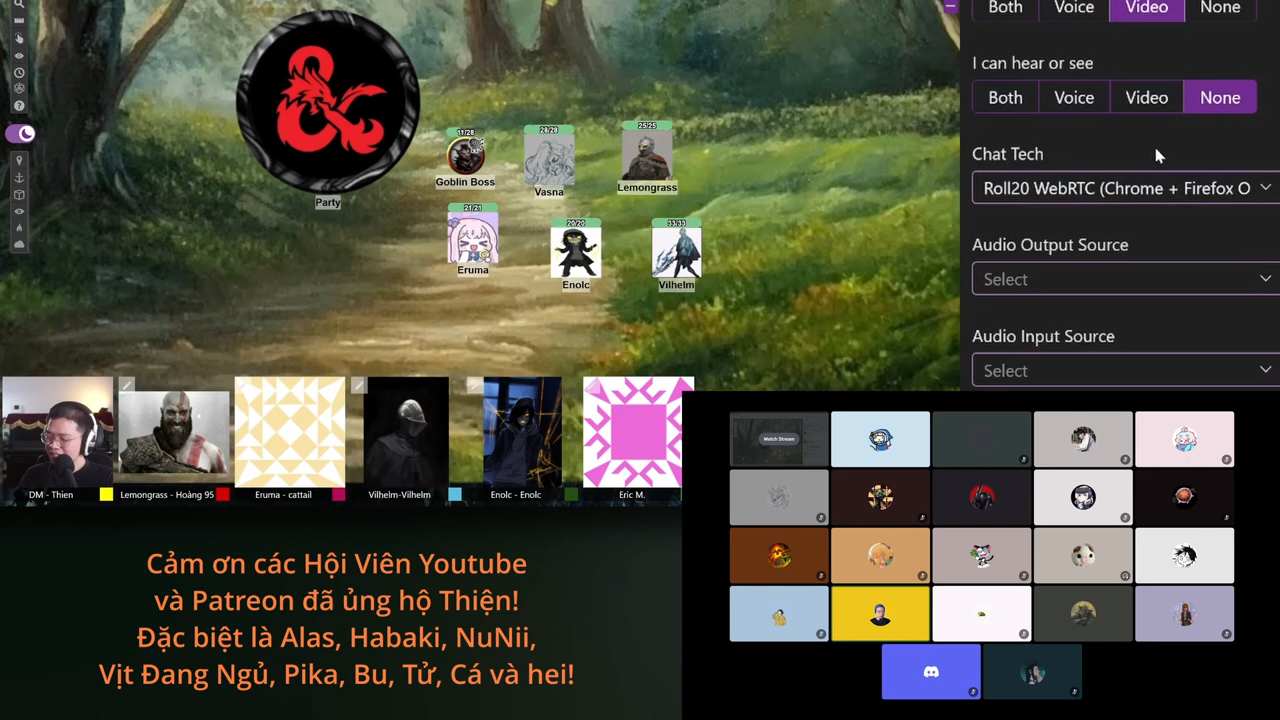 Both Voice Video None
I can hear or see
Both Voice Video None
Chat Tech
Roll20 WebRTC (Chrome + Firefox O
Audio Output Source
Select
Audio Input Source
Select
Party
11/28
Goblin Boss
28/28
Vasna
25/25
Lemongrass
21/21
Eruma
20/20
Enolc
33/33
Vilhelm
DM - Thien
Lemongrass - Hoàng 95
Eruma - cattail
Vilhelm-Vilhelm
Enolc - Enolc
Eric M.
Watch Stream
Cảm ơn các Hội Viên Youtube
và Patreon đã ủng hộ Thiện!
Đặc biệt là Alas, Habaki, NuNii,
Vịt Đang Ngủ, Pika, Bu, Tử, Cá và hei!